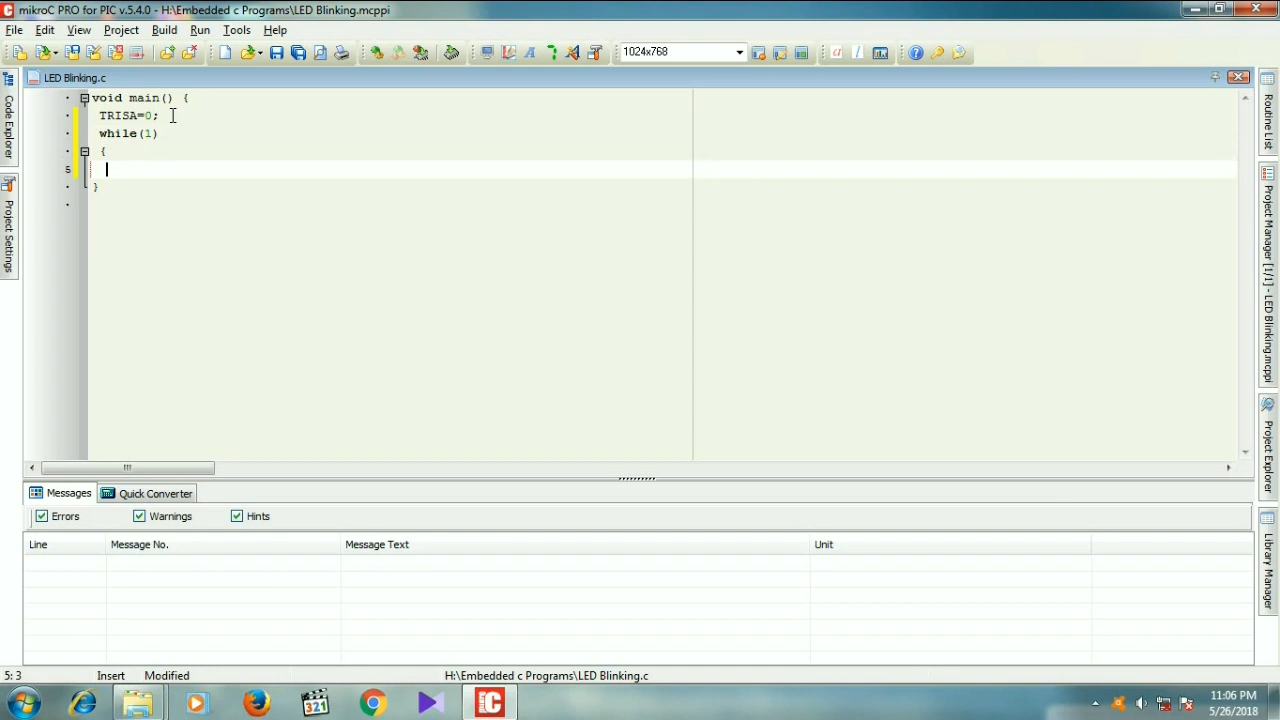 mikroC PRO for PIC v.5.4.0 - H:\Embedded c Programs\LED Blinking.mcppi
File Edit View Project Build Run Tools Help
1024x768
LED Blinking.c
void main() {
TRISA=0;
while(1)
{
5
}
Code Explorer
Project Settings
Routine List
Project Manager [1/1] - LED Blinking.mcppi
Project Explorer
Library Manager
Messages Quick Converter
Errors Warnings Hints
Line Message No. Message Text Unit
5: 3 Insert Modified H:\Embedded c Programs\LED Blinking.c
321
11:06 PM
5/26/2018